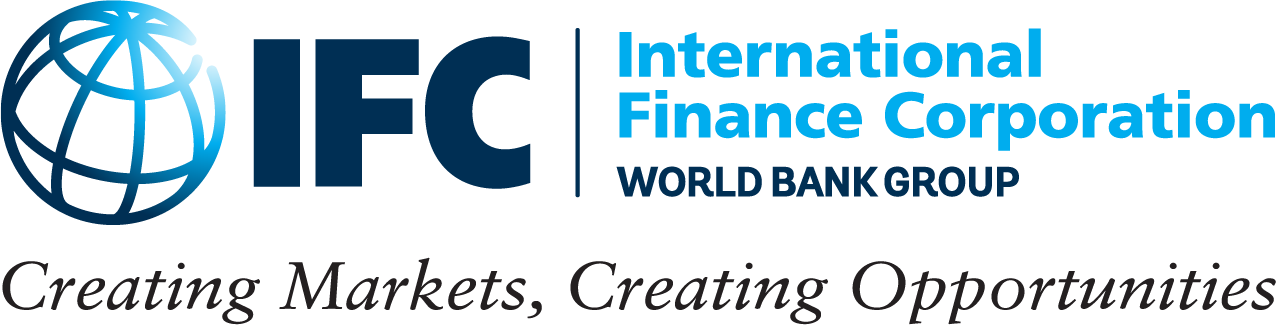 IFC
International
Finance Corporation
WORLD BANK GROUP
Creating Markets, Creating Opportunities